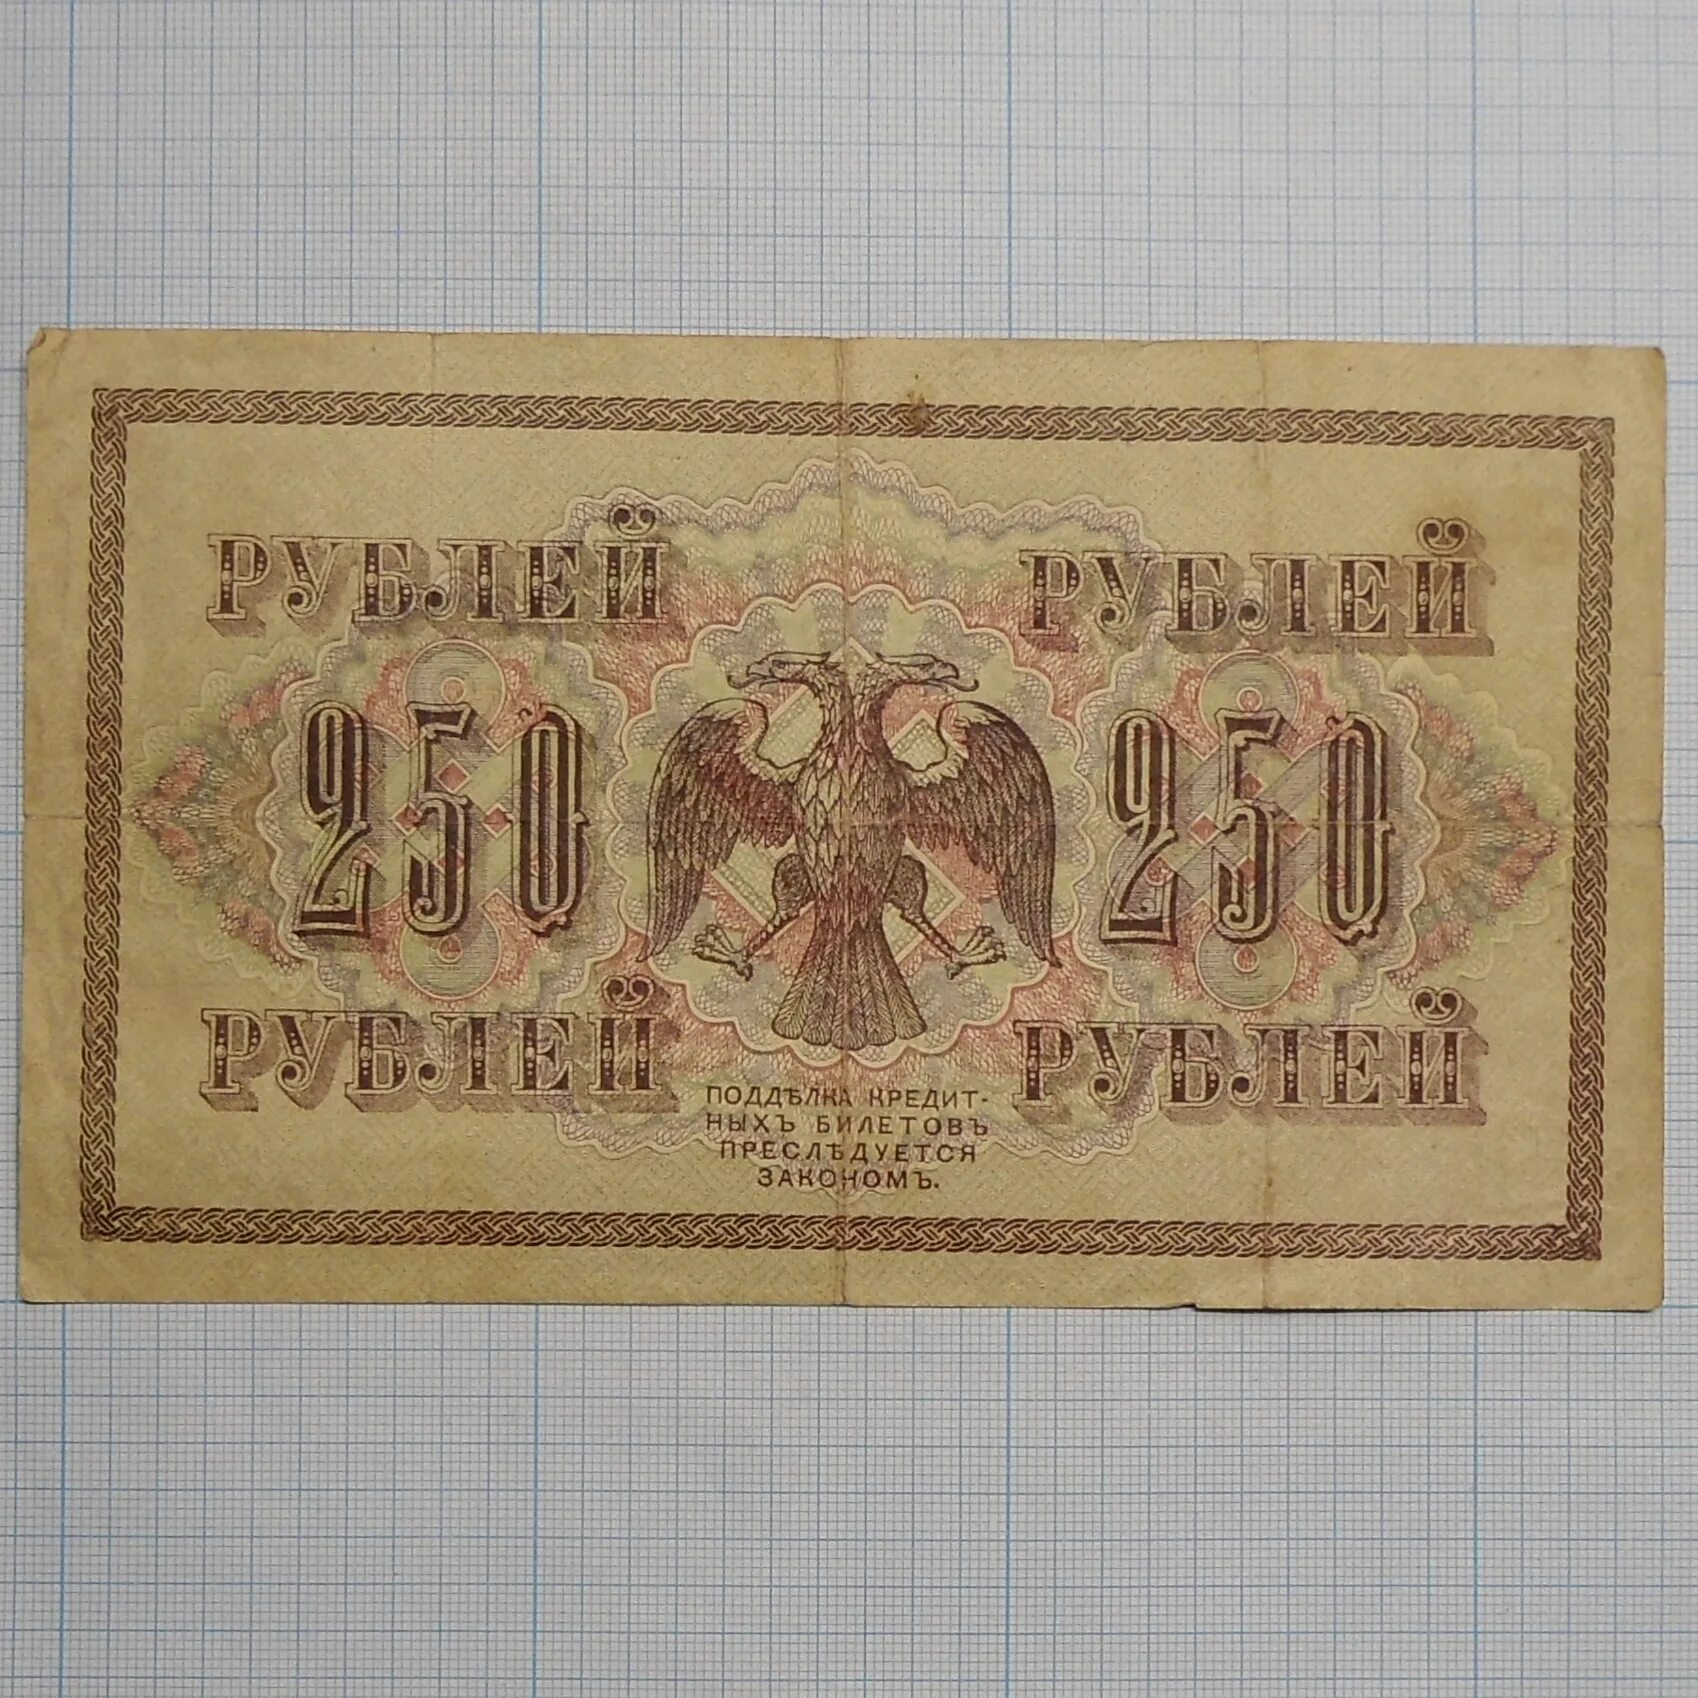 РУБЛЕЙ РУБЛЕЙ
250 250
РУБЛЕЙ РУБЛЕЙ
ПОДДѢЛКА КРЕДИТ-
НЫХЪ БИЛЕТОВЪ
ПРЕСЛѢДУЕТСЯ
ЗАКОНОМЪ.